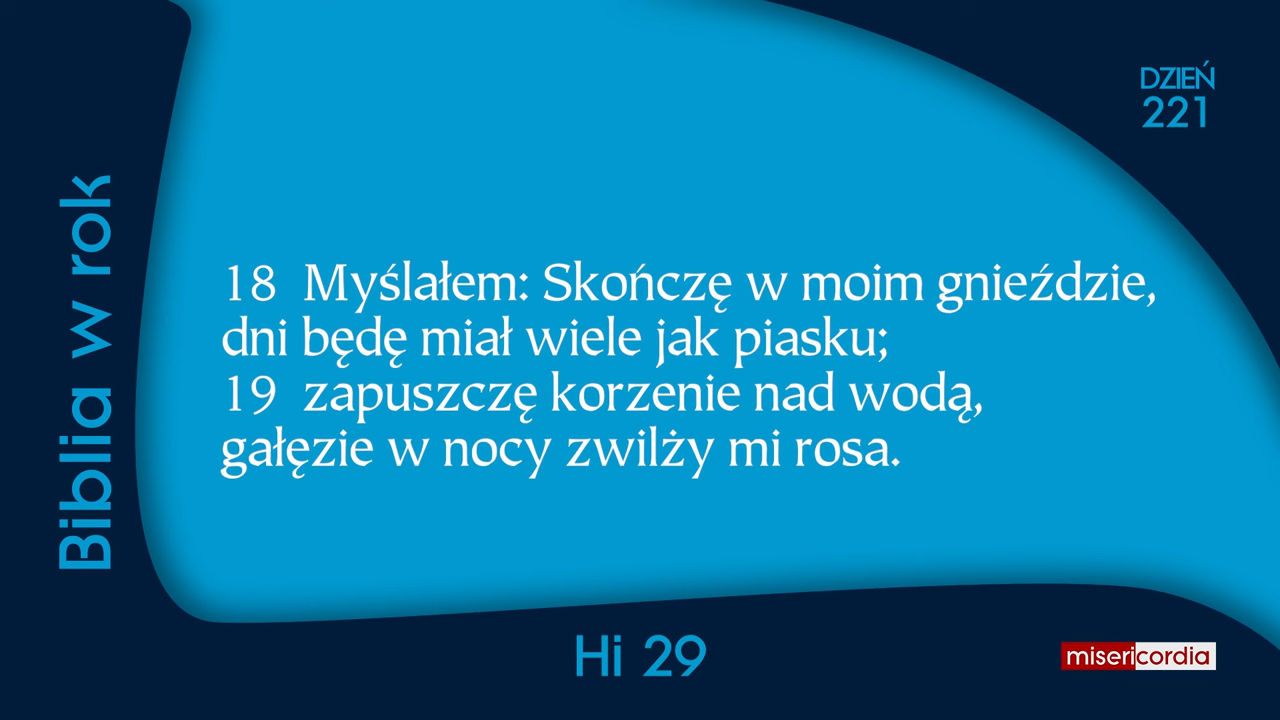 DZIEŃ
221
Biblia w rok
18 Myślałem: Skończę w moim gnieździe,
dni będę miał wiele jak piasku;
19 zapuszczę korzenie nad wodą,
gałęzie w nocy zwilży mi rosa.
Hi 29
misericordia